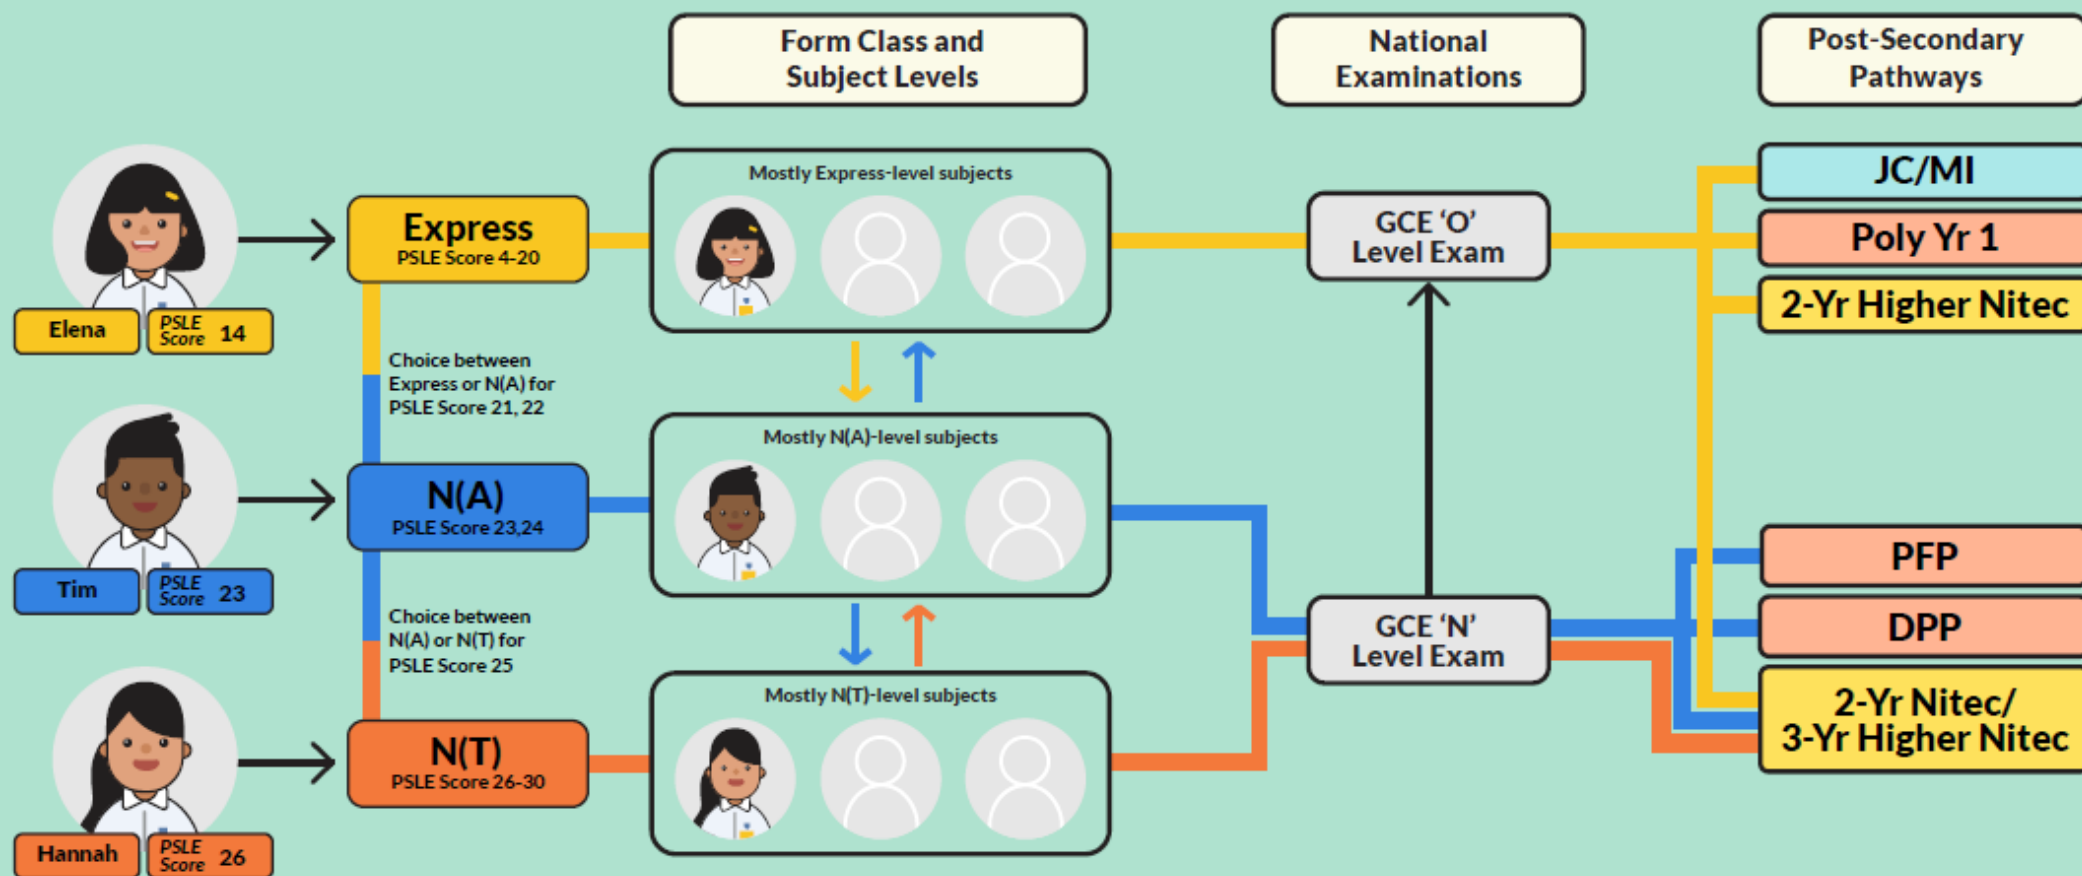 Form Class and
Subject Levels
National
Examinations
Post-Secondary
Pathways
Elena
PSLE
Score 14
Express
PSLE Score 4-20
Mostly Express-level subjects
GCE ‘O’
Level Exam
JC/MI
Poly Yr 1
2-Yr Higher Nitec
Choice between
Express or N(A) for
PSLE Score 21, 22
Tim
PSLE
Score 23
N(A)
PSLE Score 23,24
Mostly N(A)-level subjects
Choice between
N(A) or N(T) for
PSLE Score 25
GCE ‘N’
Level Exam
PFP
DPP
2-Yr Nitec/
3-Yr Higher Nitec
Hannah
PSLE
Score 26
N(T)
PSLE Score 26-30
Mostly N(T)-level subjects